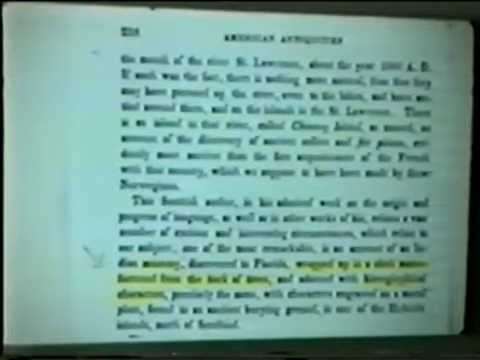 AMERICAN ANTIQUITIES
the mouth of the river St. Lawrence, about the year 1000 A. D.
If such was the fact, there is nothing more natural, than that they
may have passed up the river, even to the lakes, and have
around them, and on the islands in the St. Lawrence. There
is an island in that river, called Chimney Island, so named, on
account of the discovery of ancient cellars and fire places,
more ancient than the first acquaintance of the French
with that country, which we suppose to have been made by these
Norwegians.
This Scottish author, in his admired work on the origin and
progress of language, as well as in other works of his, relates a vast
number of curious and interesting circumstances, which relate to
our subject, one of the most remarkable, is an account of an In-
dian mummy, discovered in Florida, wrapped up in a cloth manu-
factured from the bark of trees, and adorned with hieroglyphical
characters, precisely the same, with characters engraved on a metal
plate, found in an ancient burying ground, in one of the Hebride
islands, north of Scotland.